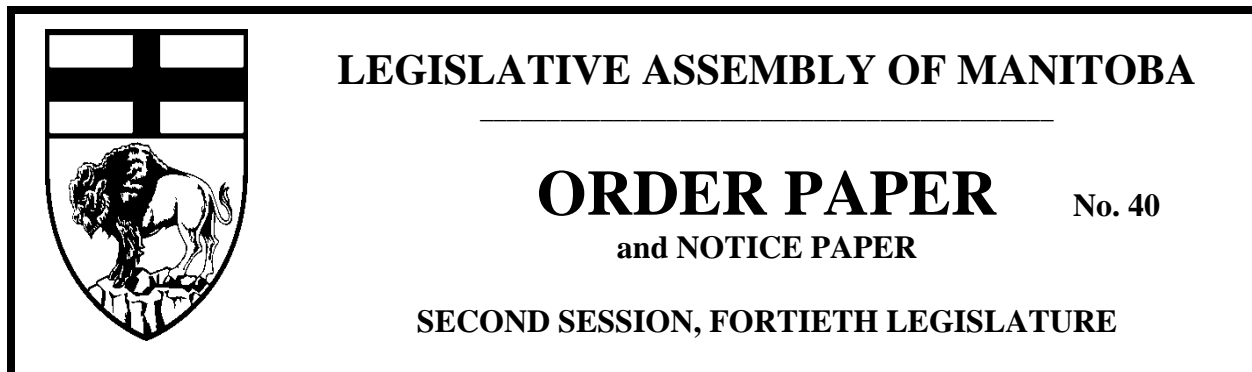 LEGISLATIVE ASSEMBLY OF MANITOBA
ORDER PAPER No. 40
and NOTICE PAPER
SECOND SESSION, FORTIETH LEGISLATURE